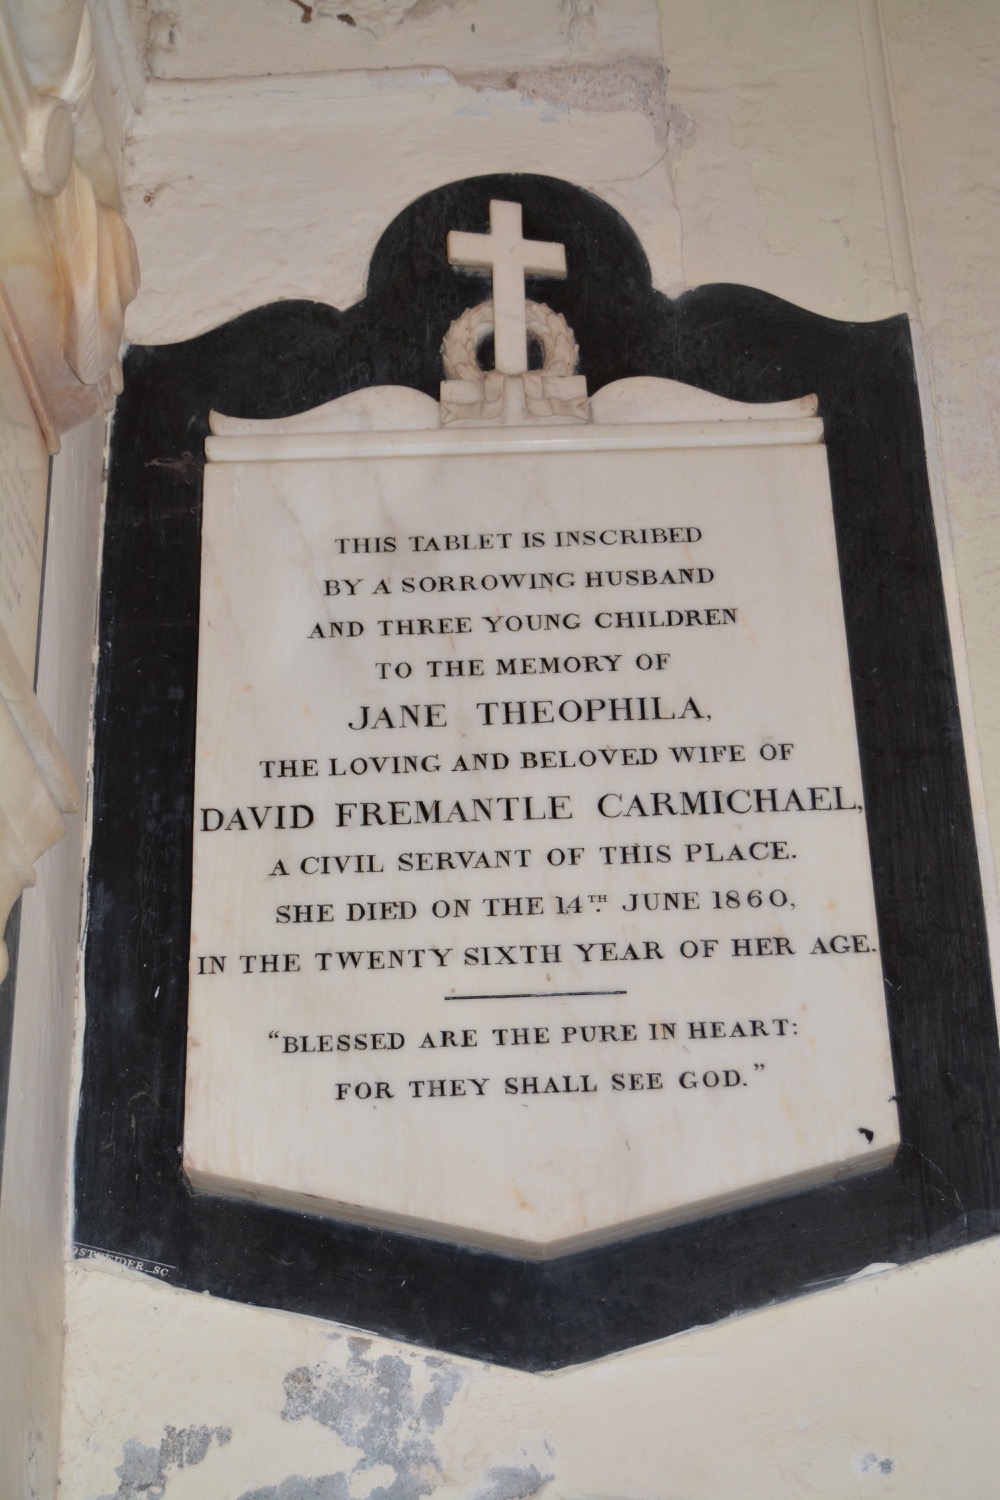 THIS TABLET IS INSCRIBED
BY A SORROWING HUSBAND
AND THREE YOUNG CHILDREN
TO THE MEMORY OF
JANE THEOPHILA,
THE LOVING AND BELOVED WIFE OF
DAVID FREMANTLE CARMICHAEL,
A CIVIL SERVANT OF THIS PLACE.
SHE DIED ON THE 14TH JUNE 1860,
IN THE TWENTY SIXTH YEAR OF HER AGE.
"BLESSED ARE THE PURE IN HEART:
FOR THEY SHALL SEE GOD."
SC.